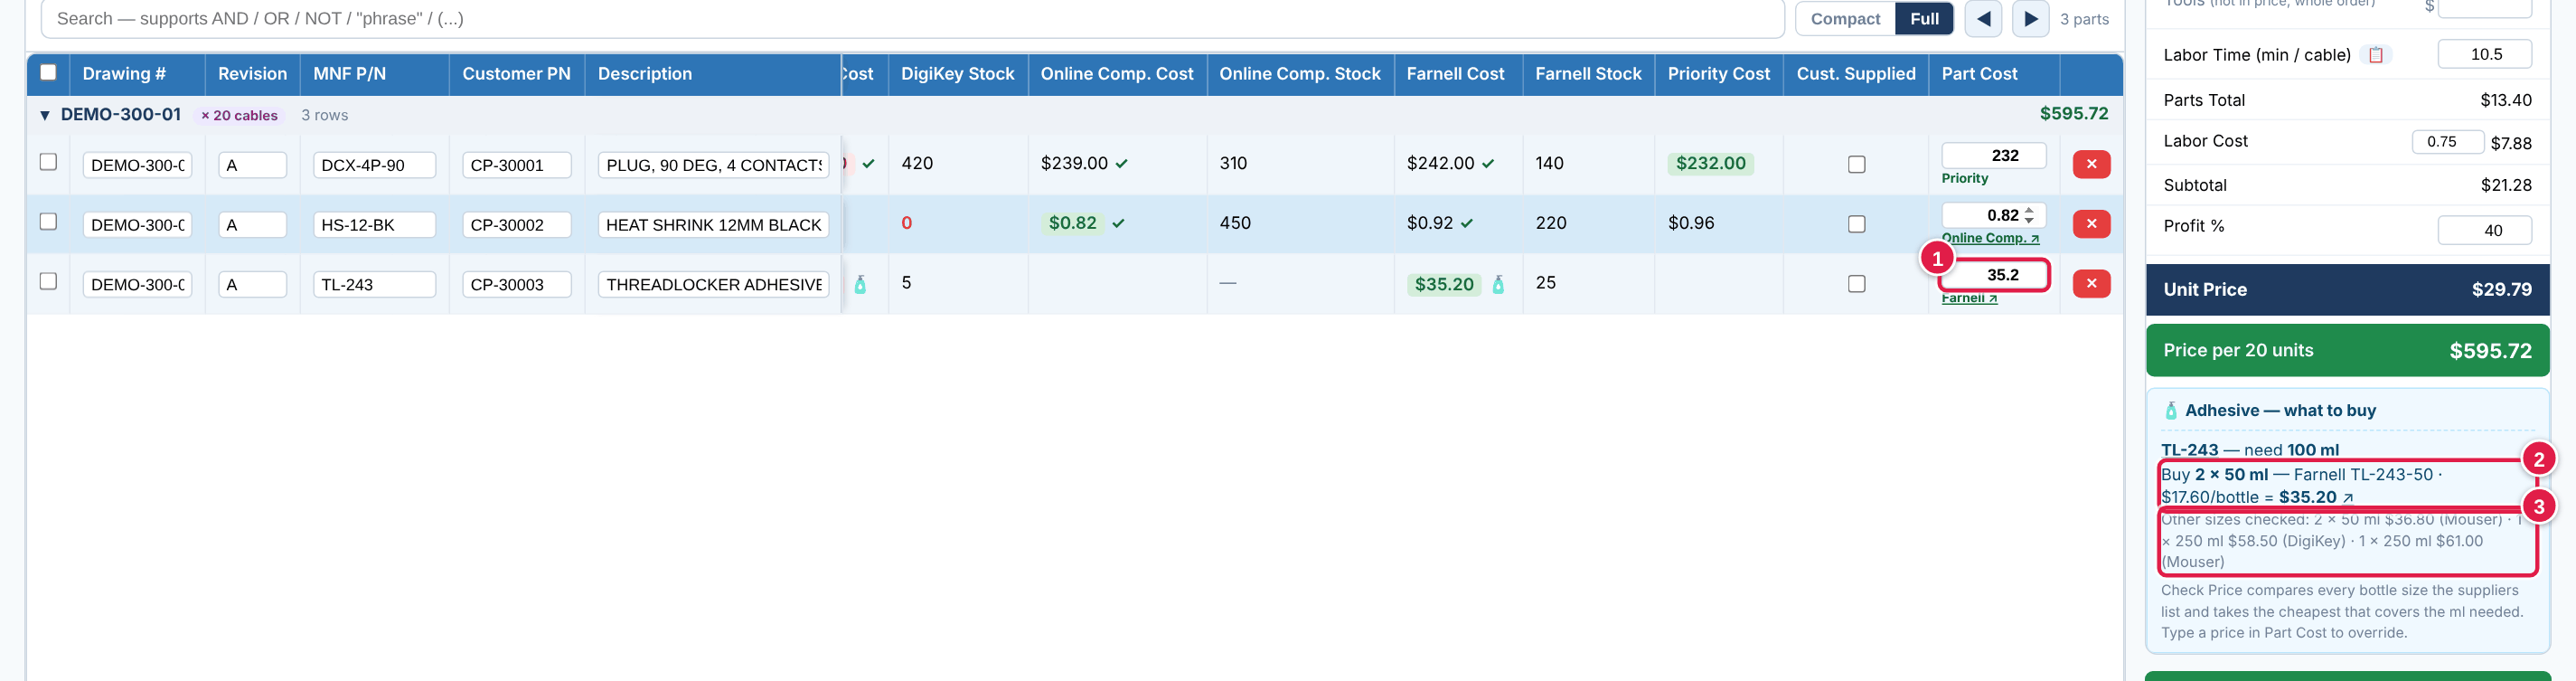 Search — supports AND / OR / NOT / "phrase" / (...)
Compact Full ◀ ▶ 3 parts
Drawing # Revision MNF P/N Customer PN Description Cost DigiKey Stock Online Comp. Cost Online Comp. Stock Farnell Cost Farnell Stock Priority Cost Cust. Supplied Part Cost
▼ DEMO-300-01 × 20 cables 3 rows $595.72
DEMO-300-0 A DCX-4P-90 CP-30001 PLUG, 90 DEG, 4 CONTACTS ✓ 420 $239.00 ✓ 310 $242.00 ✓ 140 $232.00 232 ×
Priority
DEMO-300-0 A HS-12-BK CP-30002 HEAT SHRINK 12MM BLACK 0 $0.82 ✓ 450 $0.92 ✓ 220 $0.96 0.82 ×
Online Comp. ↗
1
DEMO-300-0 A TL-243 CP-30003 THREADLOCKER ADHESIVE 5 — $35.20 25 35.2 ×
Farnell ↗
Tools (not in price, whole order) $
Labor Time (min / cable) 10.5
Parts Total $13.40
Labor Cost 0.75 $7.88
Subtotal $21.28
Profit % 40
Unit Price $29.79
Price per 20 units $595.72
Adhesive — what to buy
TL-243 — need 100 ml
2
Buy 2 × 50 ml — Farnell TL-243-50 ·
$17.60/bottle = $35.20 ↗
3
Other sizes checked: 2 × 50 ml $36.80 (Mouser) · 1
× 250 ml $58.50 (DigiKey) · 1 × 250 ml $61.00
(Mouser)
Check Price compares every bottle size the suppliers
list and takes the cheapest that covers the ml needed.
Type a price in Part Cost to override.